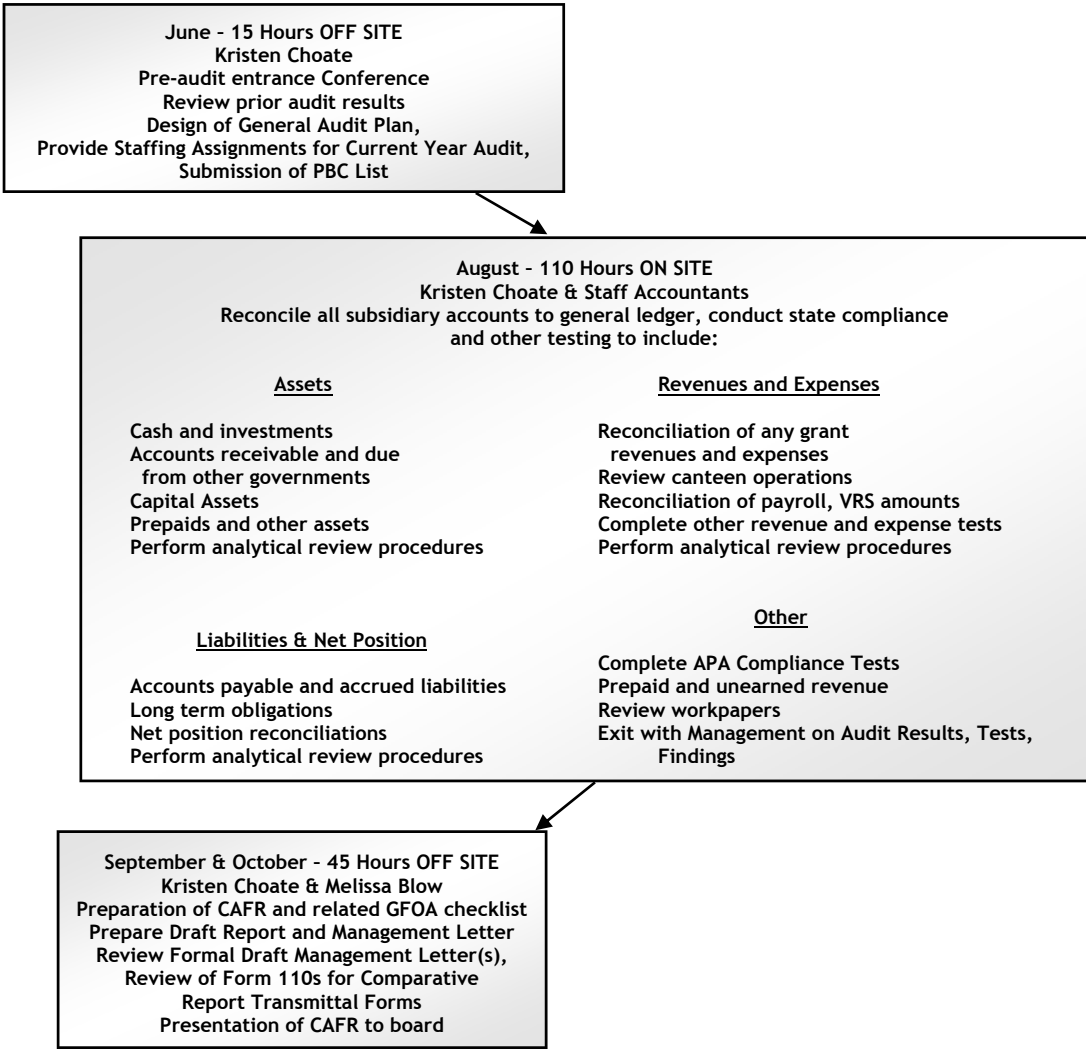 June – 15 Hours OFF SITE
Kristen Choate
Pre-audit entrance Conference
Review prior audit results
Design of General Audit Plan,
Provide Staffing Assignments for Current Year Audit,
Submission of PBC List
August – 110 Hours ON SITE
Kristen Choate & Staff Accountants
Reconcile all subsidiary accounts to general ledger, conduct state compliance
and other testing to include:
Assets
Cash and investments
Accounts receivable and due
from other governments
Capital Assets
Prepaids and other assets
Perform analytical review procedures
Revenues and Expenses
Reconciliation of any grant
revenues and expenses
Review canteen operations
Reconciliation of payroll, VRS amounts
Complete other revenue and expense tests
Perform analytical review procedures
Liabilities & Net Position
Accounts payable and accrued liabilities
Long term obligations
Net position reconciliations
Perform analytical review procedures
Other
Complete APA Compliance Tests
Prepaid and unearned revenue
Review workpapers
Exit with Management on Audit Results, Tests,
Findings
September & October – 45 Hours OFF SITE
Kristen Choate & Melissa Blow
Preparation of CAFR and related GFOA checklist
Prepare Draft Report and Management Letter
Review Formal Draft Management Letter(s),
Review of Form 110s for Comparative
Report Transmittal Forms
Presentation of CAFR to board